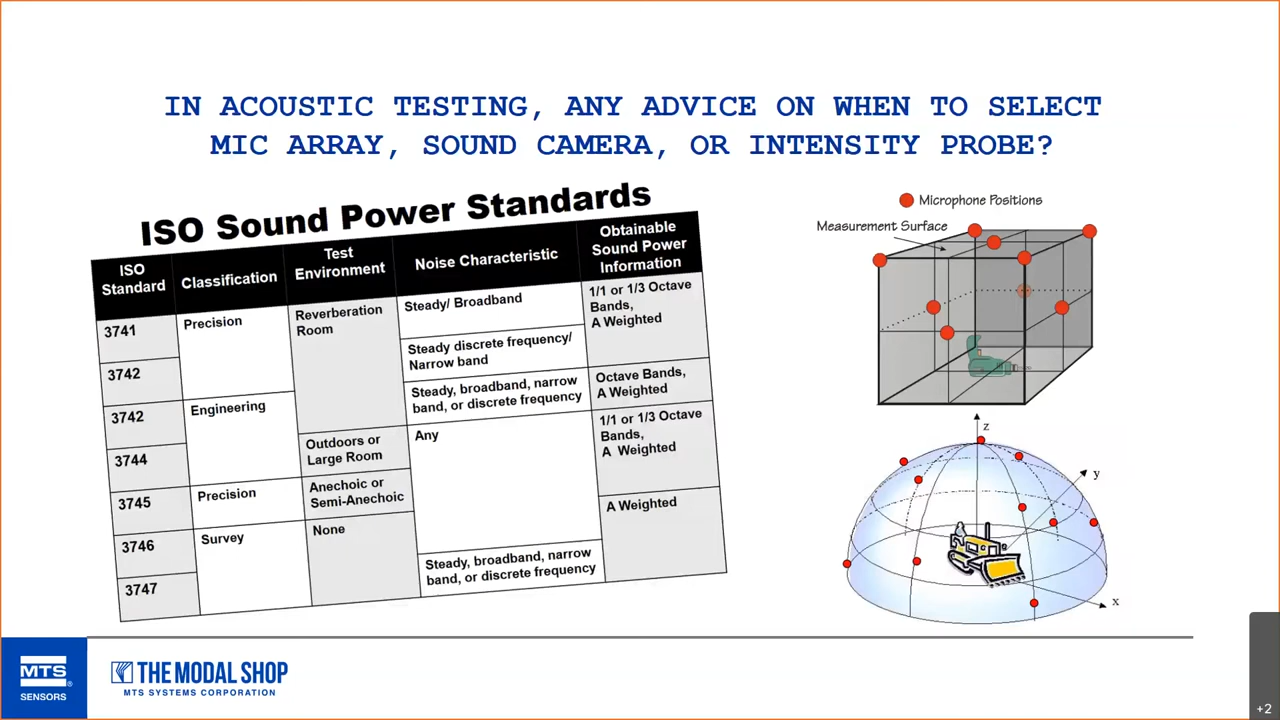 IN ACOUSTIC TESTING, ANY ADVICE ON WHEN TO SELECT
MIC ARRAY, SOUND CAMERA, OR INTENSITY PROBE?
ISO Sound Power Standards
ISO
Standard
Classification
Test
Environment
Noise Characteristic
Obtainable
Sound Power
Information
3741
Precision
Reverberation
Room
Steady/ Broadband
1/1 or 1/3 Octave
Bands,
A Weighted
3742
Steady discrete frequency/
Narrow band
3742
Engineering
Steady, broadband, narrow
band, or discrete frequency
Octave Bands,
A Weighted
3744
Outdoors or
Large Room
Any
1/1 or 1/3 Octave
Bands,
A Weighted
3745
Precision
Anechoic or
Semi-Anechoic
3746
Survey
None
A Weighted
3747
Steady, broadband, narrow
band, or discrete frequency
Microphone Positions
Measurement Surface
z
y
x
MTS®
SENSORS
THE MODAL SHOP
MTS SYSTEMS CORPORATION
+2